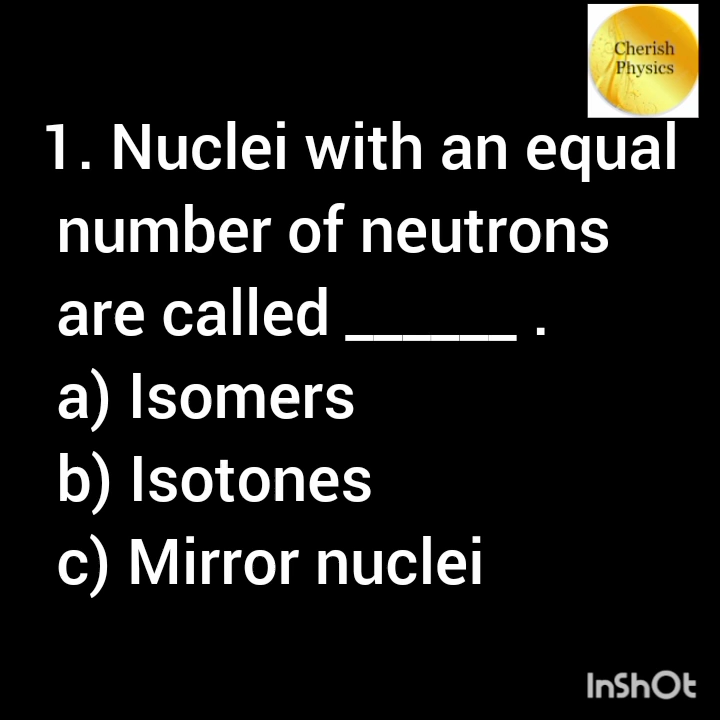 Cherish
Physics
1. Nuclei with an equal
number of neutrons
are called ______ .
a) Isomers
b) Isotones
c) Mirror nuclei
InShOt